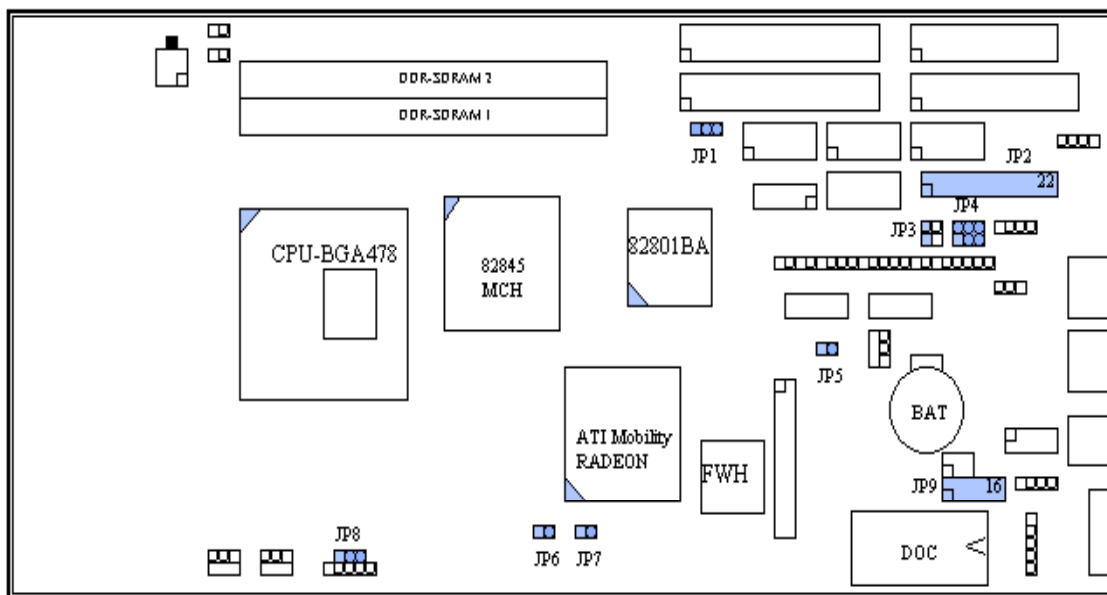 DDR-SDRAM 2
DDR-SDRAM 1
JP1
JP2
22
JP4
JP3
CPU-BGA478
82845
MCH
82801BA
JP5
BAT
ATI Mobility
RADEON
FWH
JP9
16
JP8
JP6
JP7
DOC